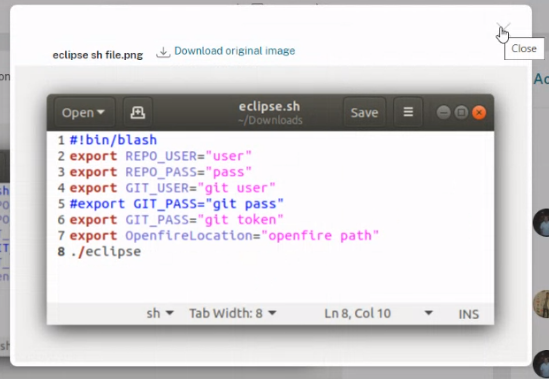 eclipse sh file.png Download original image
Close
Open eclipse.sh Save
~/Downloads
1 #!bin/blash
2 export REPO_USER="user"
3 export REPO_PASS="pass"
4 export GIT_USER="git user"
5 #export GIT_PASS="git pass"
6 export GIT_PASS="git token"
7 export OpenfireLocation="openfire path"
8 ./eclipse
sh Tab Width: 8 Ln 8, Col 10 INS